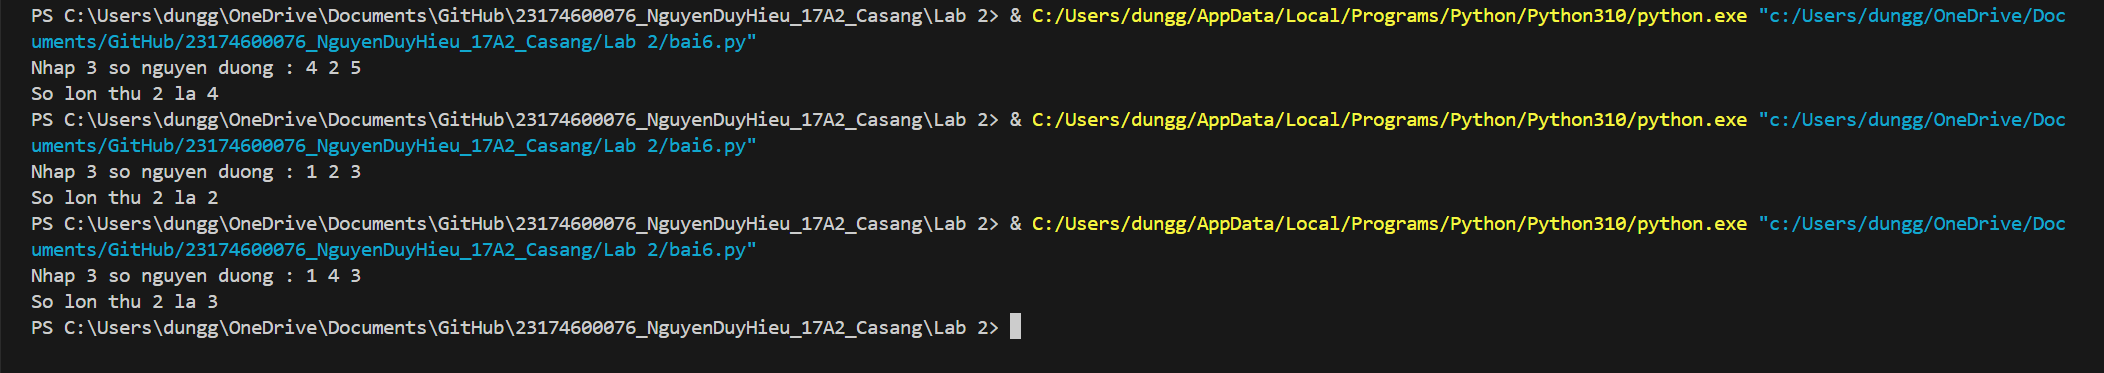 PS C:\Users\dungg\OneDrive\Documents\GitHub\23174600076_NguyenDuyHieu_17A2_Casang\Lab 2> & C:/Users/dungg/AppData/Local/Programs/Python/Python310/python.exe "c:/Users/dungg/OneDrive/Doc
uments/GitHub/23174600076_NguyenDuyHieu_17A2_Casang/Lab 2/bai6.py"
Nhap 3 so nguyen duong : 4 2 5
So lon thu 2 la 4
PS C:\Users\dungg\OneDrive\Documents\GitHub\23174600076_NguyenDuyHieu_17A2_Casang\Lab 2> & C:/Users/dungg/AppData/Local/Programs/Python/Python310/python.exe "c:/Users/dungg/OneDrive/Doc
uments/GitHub/23174600076_NguyenDuyHieu_17A2_Casang/Lab 2/bai6.py"
Nhap 3 so nguyen duong : 1 2 3
So lon thu 2 la 2
PS C:\Users\dungg\OneDrive\Documents\GitHub\23174600076_NguyenDuyHieu_17A2_Casang\Lab 2> & C:/Users/dungg/AppData/Local/Programs/Python/Python310/python.exe "c:/Users/dungg/OneDrive/Doc
uments/GitHub/23174600076_NguyenDuyHieu_17A2_Casang/Lab 2/bai6.py"
Nhap 3 so nguyen duong : 1 4 3
So lon thu 2 la 3
PS C:\Users\dungg\OneDrive\Documents\GitHub\23174600076_NguyenDuyHieu_17A2_Casang\Lab 2>